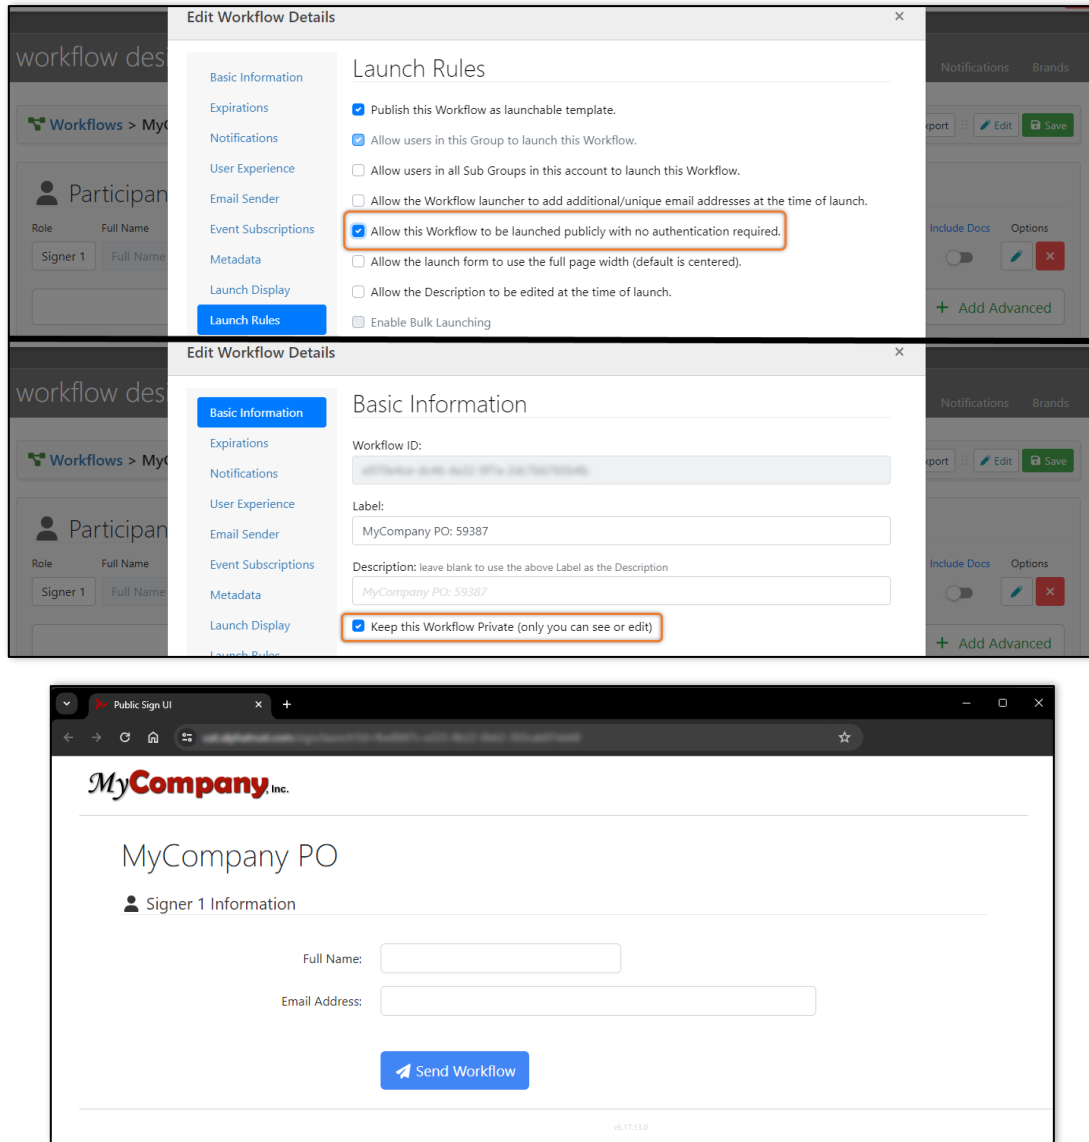 Edit Workflow Details
×
workflow des
Notifications Brands
Workflows > My
xport Edit Save
Participan
Role Full Name
Signer 1 Full Name
Include Docs Options
+ Add Advanced
Basic Information
Expirations
Notifications
User Experience
Email Sender
Event Subscriptions
Metadata
Launch Display
Launch Rules
Launch Rules
Publish this Workflow as launchable template.
Allow users in this Group to launch this Workflow.
Allow users in all Sub Groups in this account to launch this Workflow.
Allow the Workflow launcher to add additional/unique email addresses at the time of launch.
Allow this Workflow to be launched publicly with no authentication required.
Allow the launch form to use the full page width (default is centered).
Allow the Description to be edited at the time of launch.
Enable Bulk Launching
Edit Workflow Details
×
workflow des
Notifications Brands
Workflows > My
xport Edit Save
Participan
Role Full Name
Signer 1 Full Name
Include Docs Options
+ Add Advanced
Basic Information
Expirations
Notifications
User Experience
Email Sender
Event Subscriptions
Metadata
Launch Display
Launch Rules
Basic Information
Workflow ID:
Label:
MyCompany PO: 59387
Description: leave blank to use the above Label as the Description
MyCompany PO: 59387
Keep this Workflow Private (only you can see or edit)
Public Sign UI
MyCompany, Inc.
MyCompany PO
Signer 1 Information
Full Name:
Email Address:
Send Workflow
v5.17.13.0